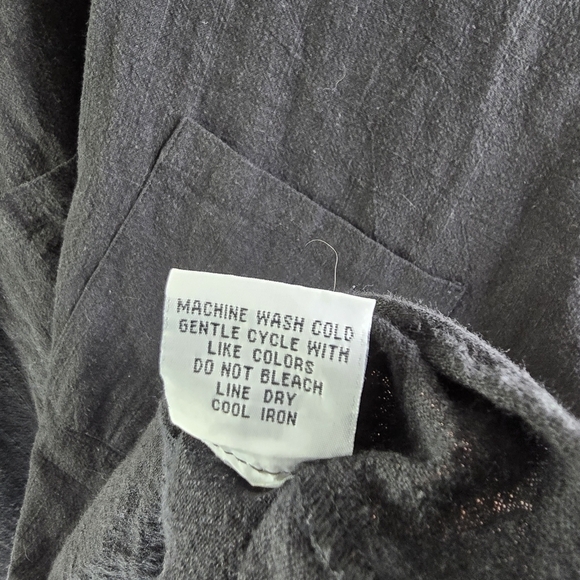 MACHINE WASH COLD
GENTLE CYCLE WITH
LIKE COLORS
DO NOT BLEACH
LINE DRY
COOL IRON